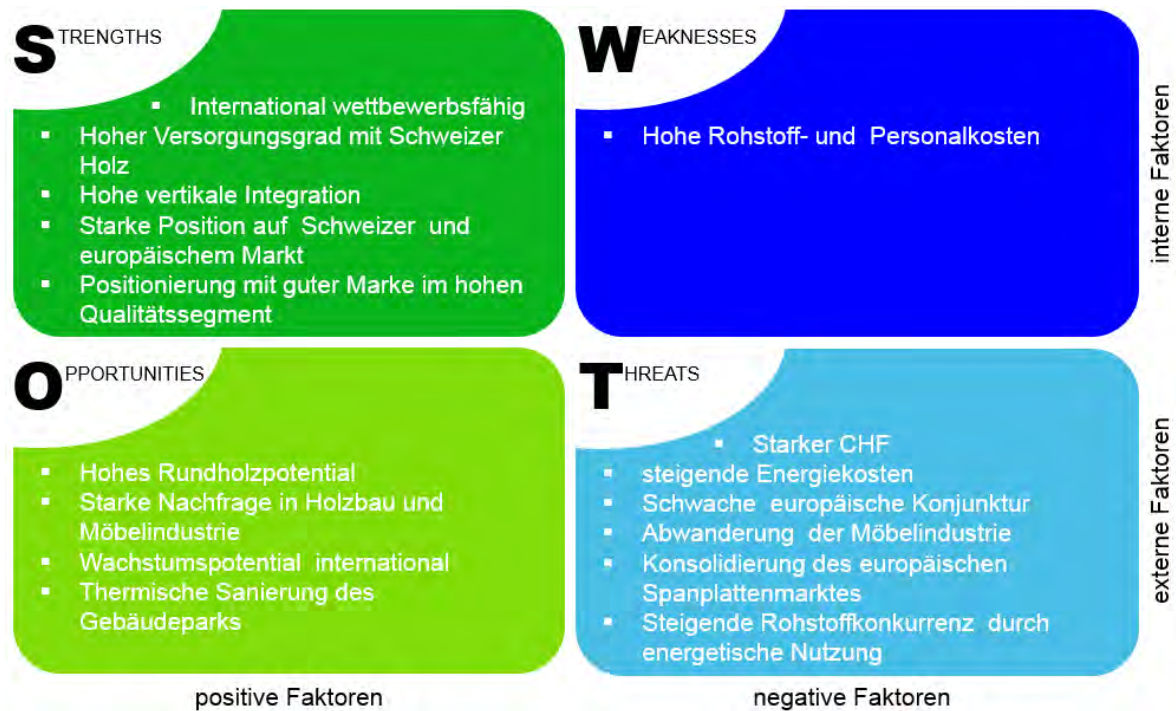 STRENGTHS
▪ International wettbewerbsfähig
▪ Hoher Versorgungsgrad mit Schweizer
Holz
▪ Hohe vertikale Integration
▪ Starke Position auf Schweizer und
europäischem Markt
▪ Positionierung mit guter Marke im hohen
Qualitätssegment
WEAKNESSES
▪ Hohe Rohstoff- und Personalkosten
interne Faktoren
OPPORTUNITIES
▪ Hohes Rundholzpotential
▪ Starke Nachfrage in Holzbau und
Möbelindustrie
▪ Wachstumspotential international
▪ Thermische Sanierung des
Gebäudeparks
THREATS
▪ Starker CHF
▪ steigende Energiekosten
▪ Schwache europäische Konjunktur
▪ Abwanderung der Möbelindustrie
▪ Konsolidierung des europäischen
Spanplattenmarktes
▪ Steigende Rohstoffkonkurrenz durch
energetische Nutzung
externe Faktoren
positive Faktoren
negative Faktoren